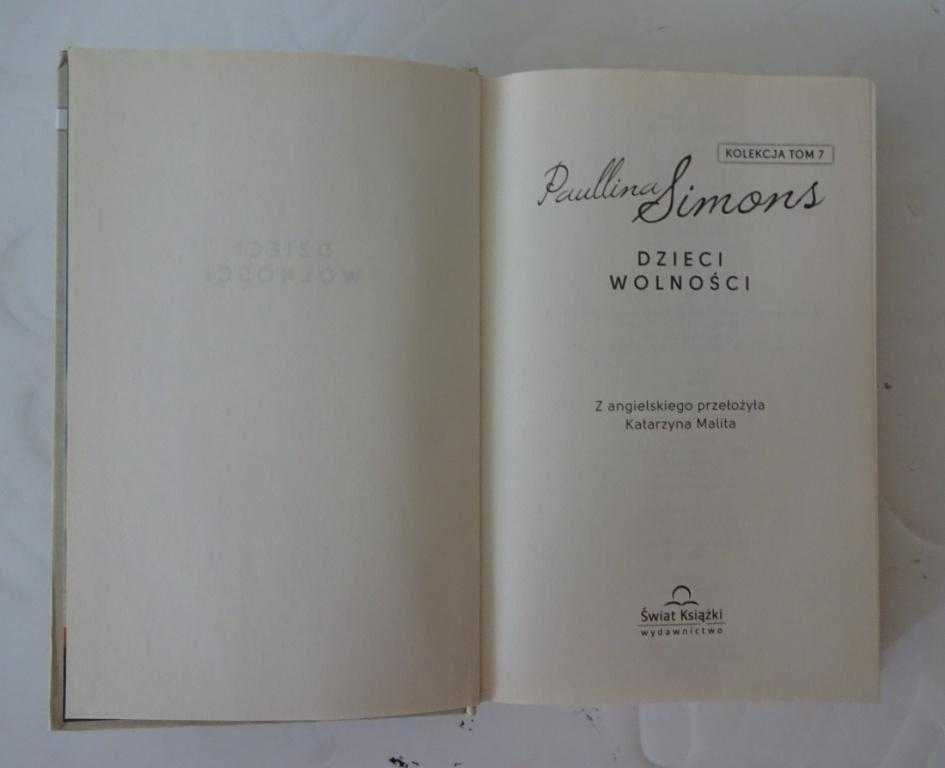 KOLEKCJA TOM 7
Paullina Simons
DZIECI
WOLNOŚCI
Z angielskiego przełożyła
Katarzyna Malita
Świat Książki
wydawnictwo